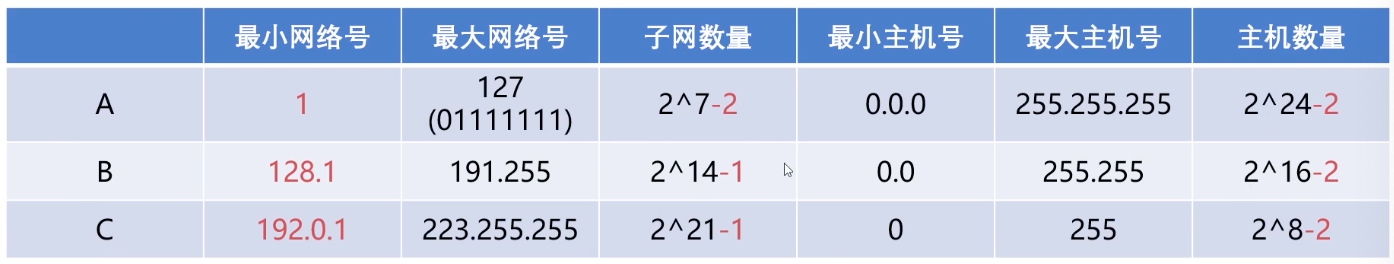 最小网络号 最大网络号 子网数量 最小主机号 最大主机号 主机数量
A 1 127 (01111111) 2^7-2 0.0.0 255.255.255 2^24-2
B 128.1 191.255 2^14-1 0.0 255.255 2^16-2
C 192.0.1 223.255.255 2^21-1 0 255 2^8-2